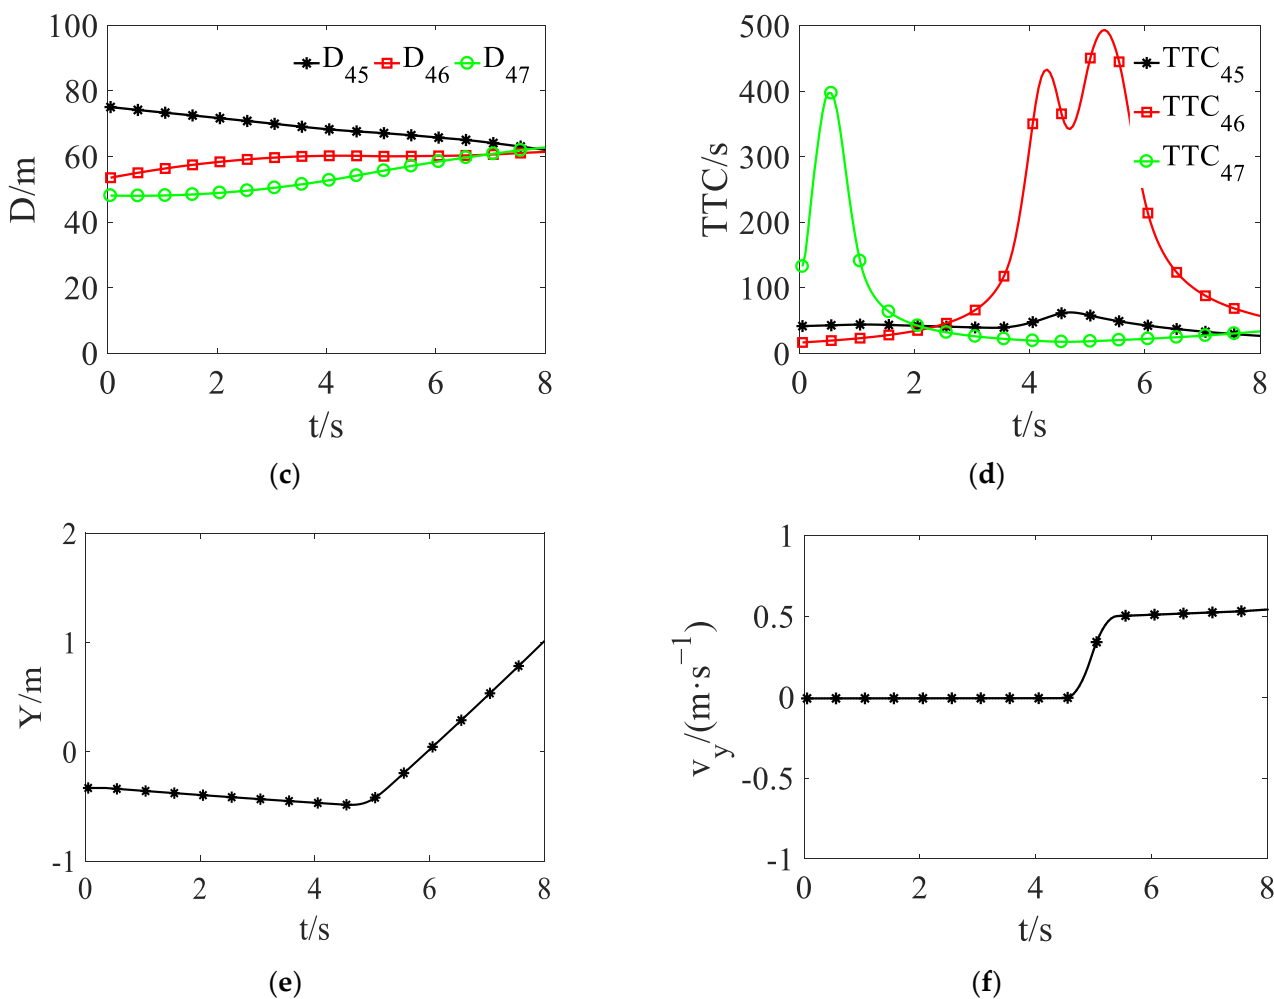 100
80
60
40
20
0
D/m
D45 D46 D47
0 2 4 6 8
t/s
(c)
500
400
300
200
100
0
TTC/s
TTC45
TTC46
TTC47
0 2 4 6 8
t/s
(d)
2
1
0
-1
Y/m
0 2 4 6 8
t/s
(e)
1
0.5
0
-0.5
-1
vy/(m·s−1)
0 2 4 6 8
t/s
(f)